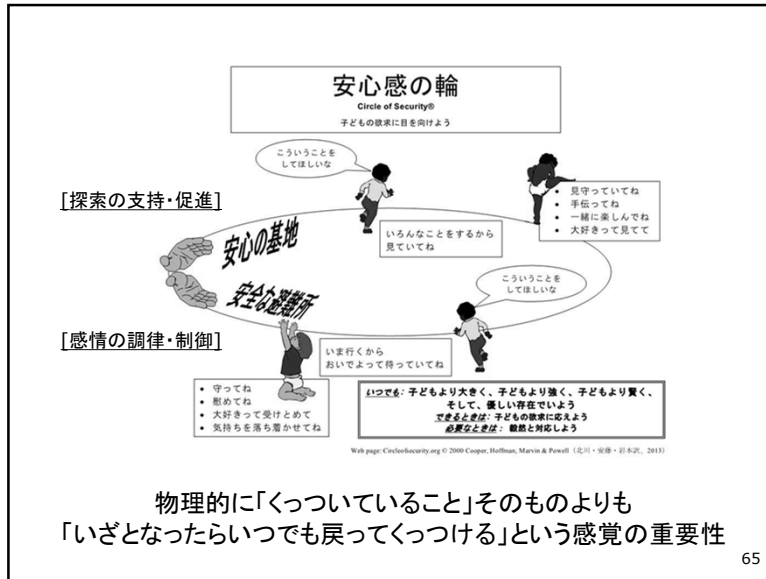 安心感の輪
Circle of Security®
子どもの欲求に目を向けよう
こういうことを
してほしいな
[探索の支持・促進]
• 見守っていてね
• 手伝ってね
• 一緒に楽しんでね
• 大好きって見てて
いろんなことをするから
見ていてね
安心の基地
安全な避難所
こういうことを
してほしいな
[感情の調律・制御]
いま行くから
おいでよって待っていてね
• 守ってね
• 慰めてね
• 大好きって受けとめて
• 気持ちを落ち着かせてね
いつでも：子どもより大きく、子どもより強く、子どもより賢く、
そして、優しい存在でいよう
できるときは：子どもの欲求に応えよう
必要なときは：毅然と対応しよう
Web page: CircleofSecurity.org © 2000 Cooper, Hoffman, Marvin & Powell（北川・安藤・岩本訳、2013）
物理的に「くっついていること」そのものよりも
「いざとなったらいつでも戻ってくっつける」という感覚の重要性
65